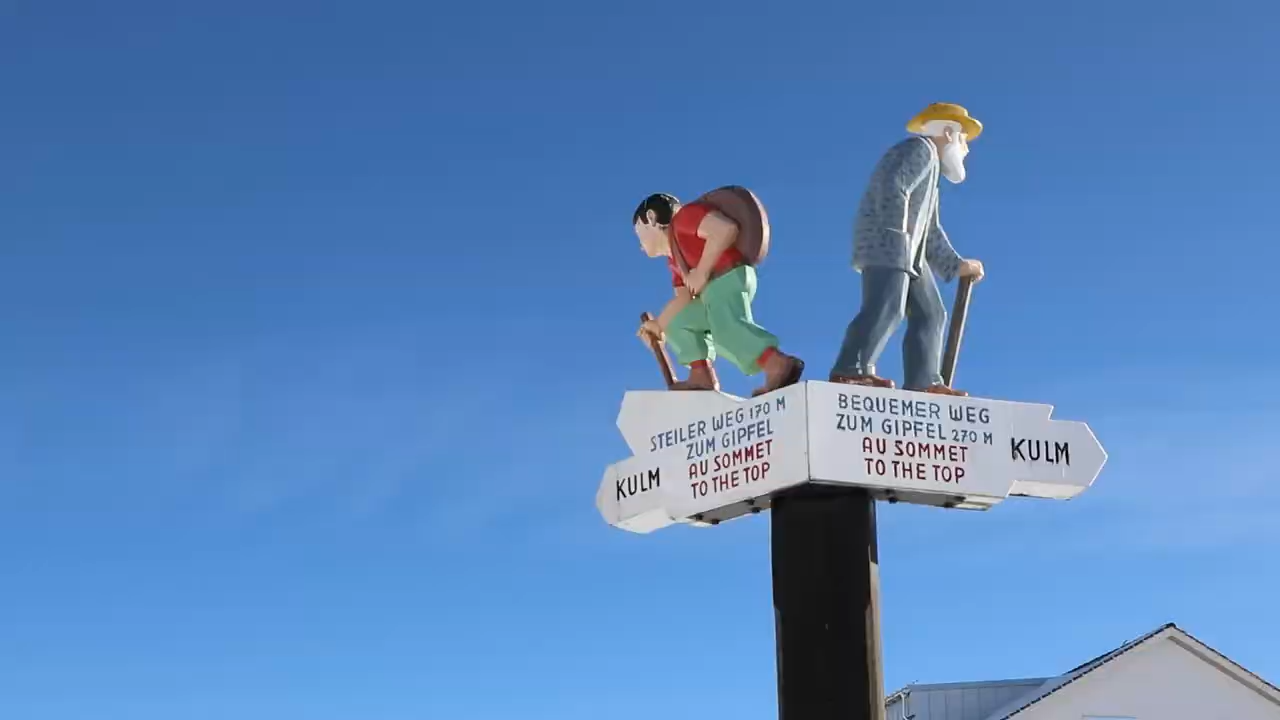 STEILER WEG 170 M
ZUM GIPFEL
AU SOMMET
TO THE TOP
KULM
BEQUEMER WEG
ZUM GIPFEL 270 M
AU SOMMET
TO THE TOP
KULM